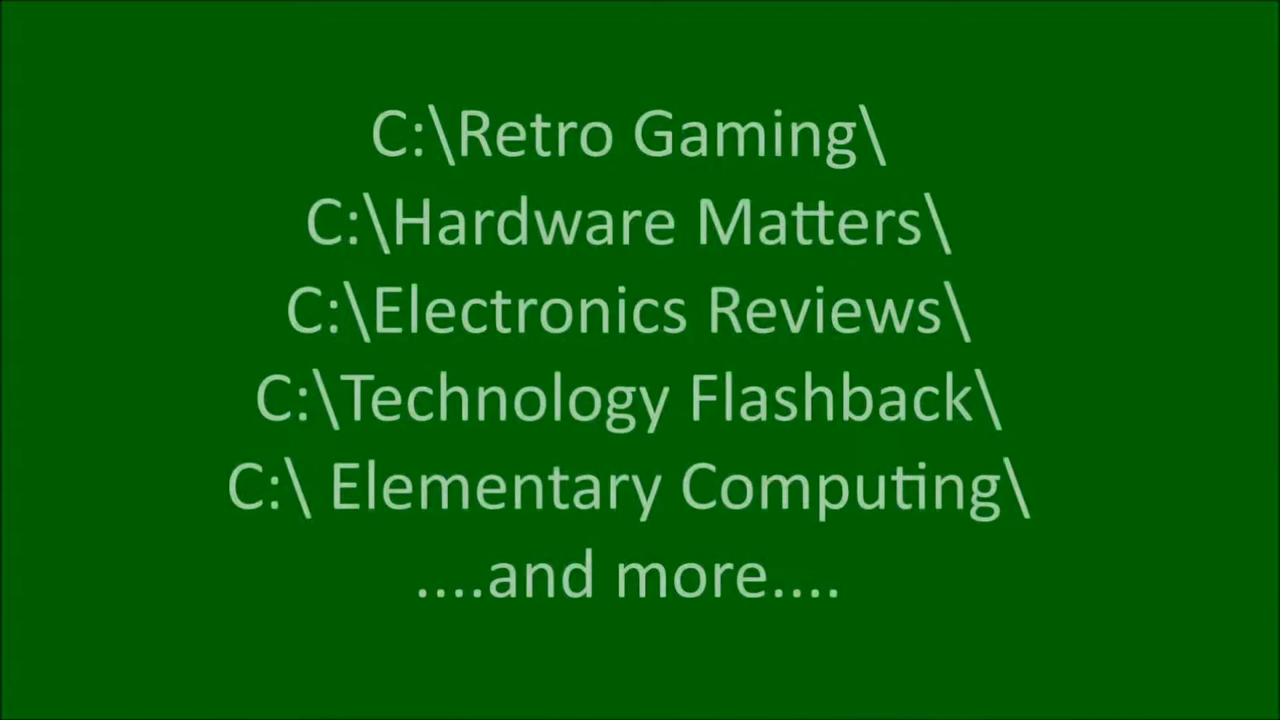 C:\Retro Gaming\
C:\Hardware Matters\
C:\Electronics Reviews\
C:\Technology Flashback\
C:\ Elementary Computing\
....and more....